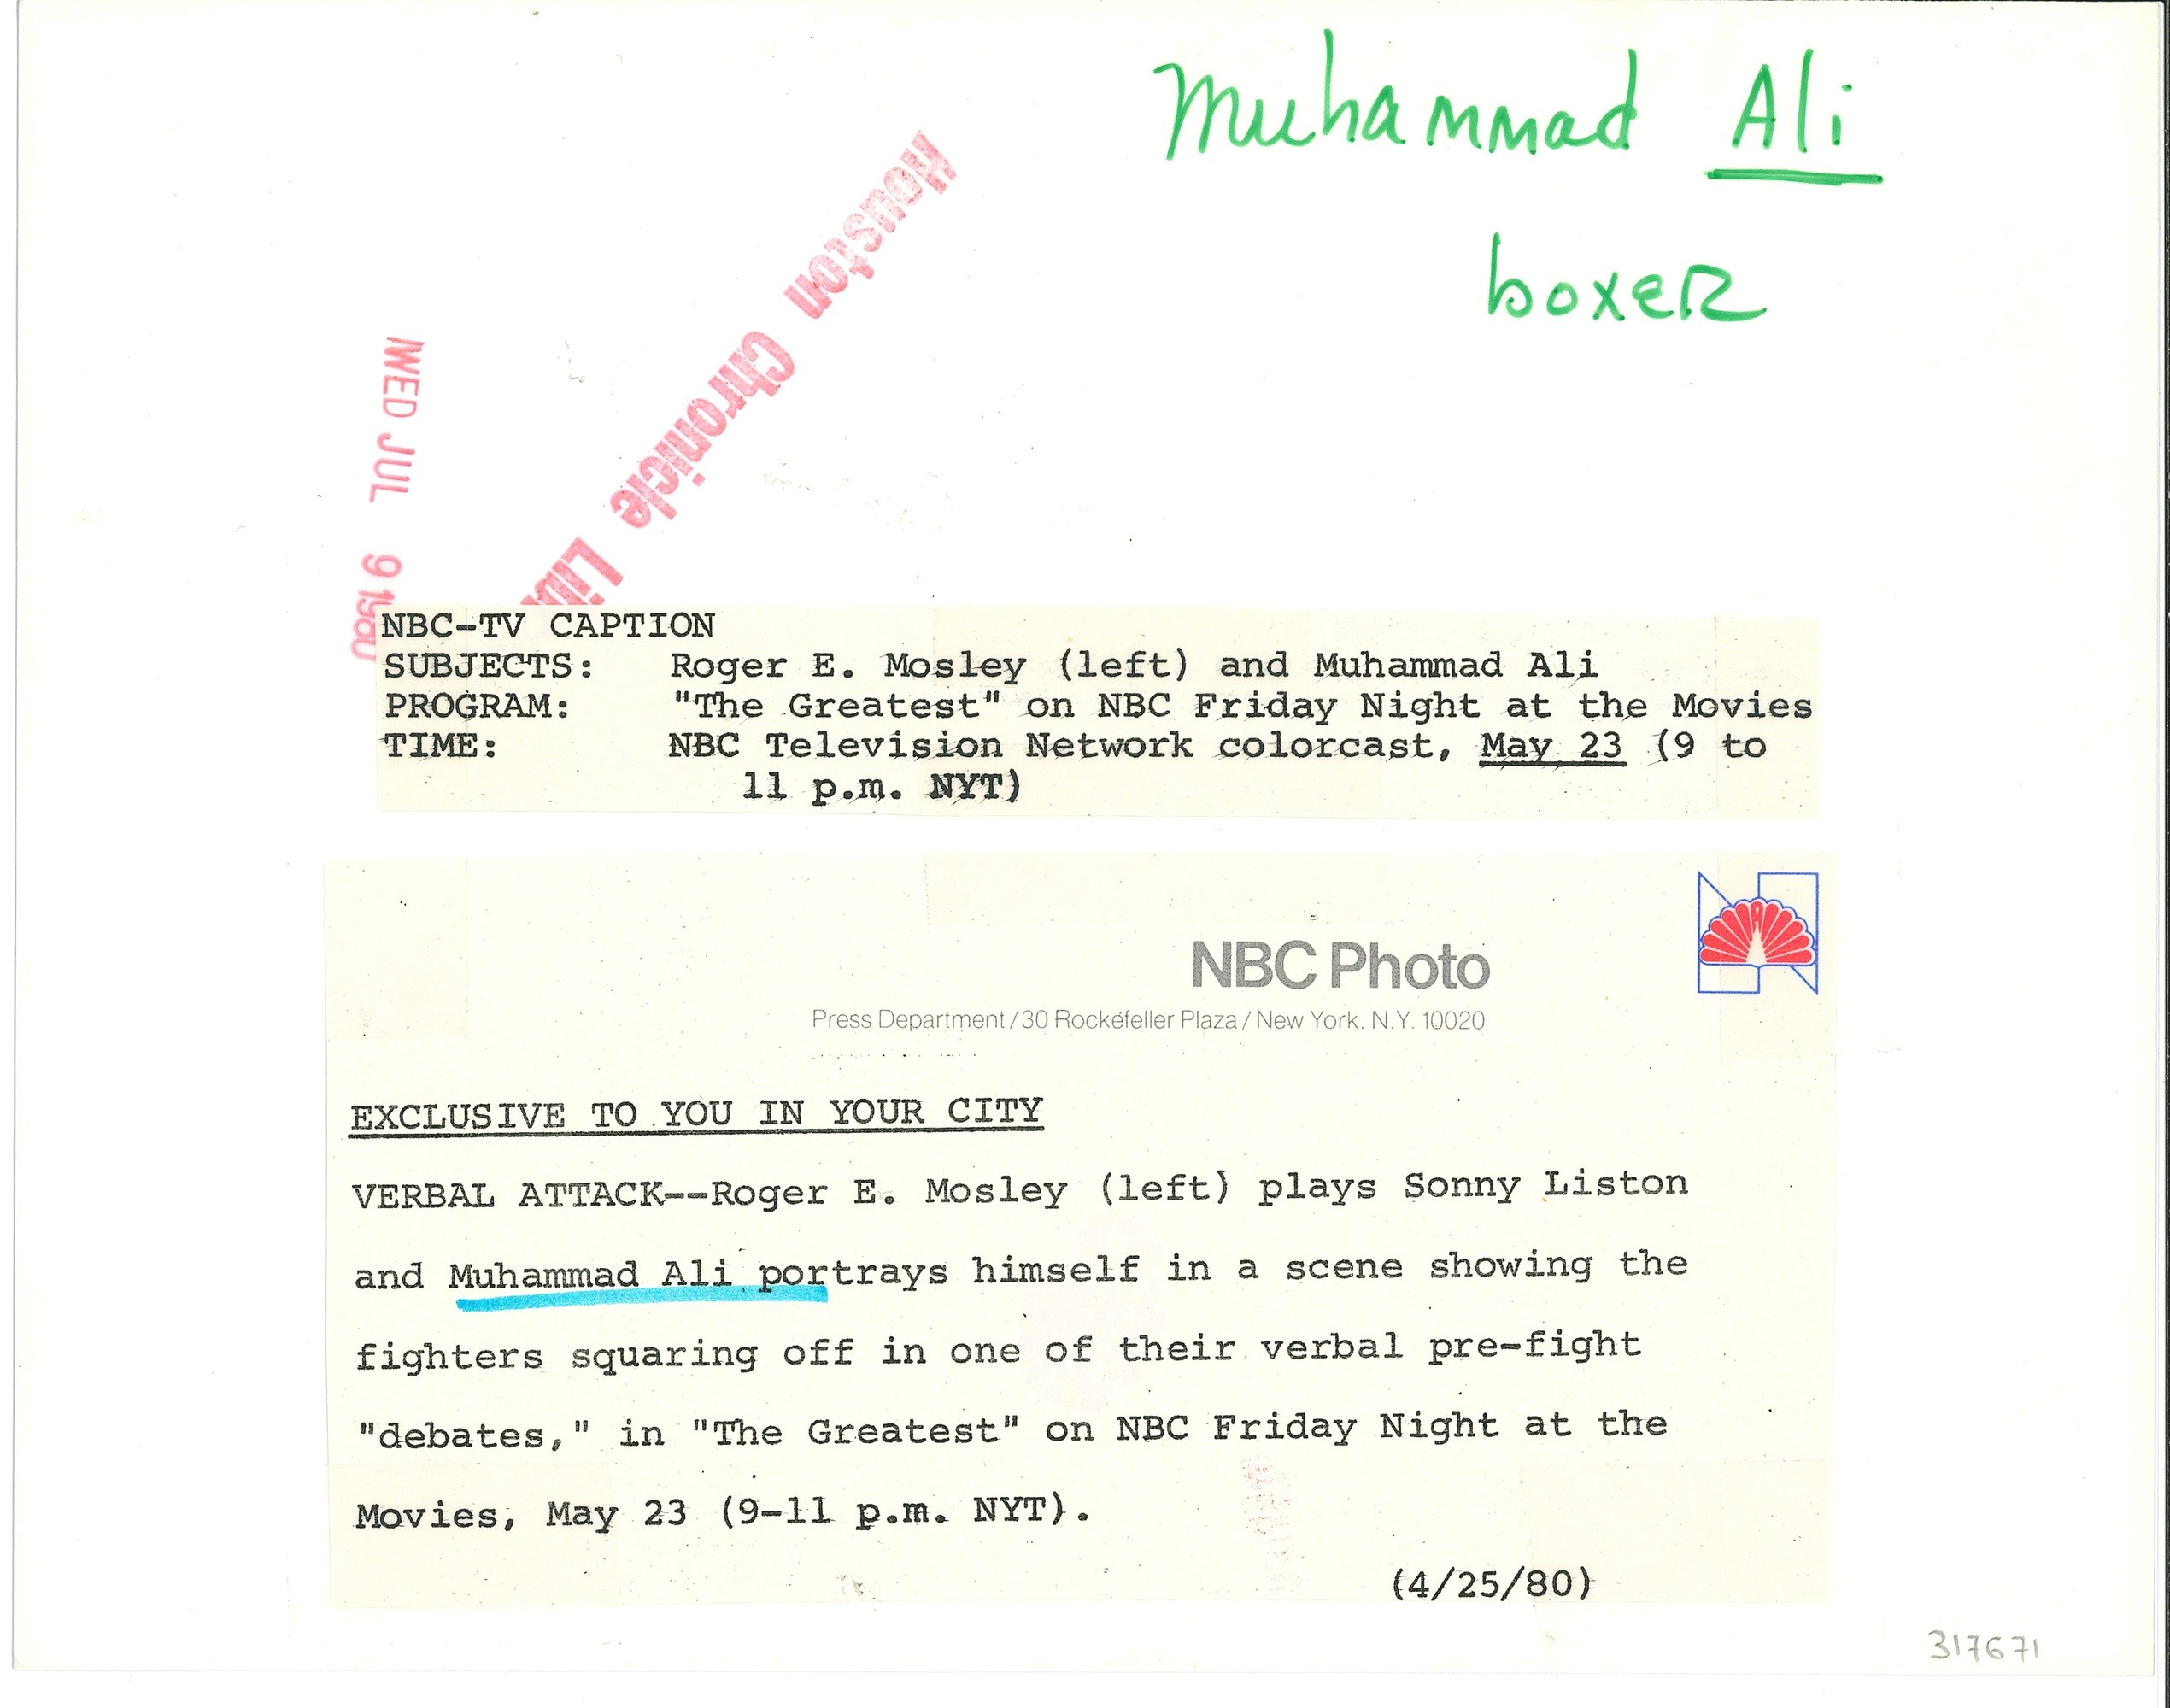 Muhammad Ali
boxer
Houston Chronicle
WED JUL 9 1980
NBC-TV CAPTION
SUBJECTS: Roger E. Mosley (left) and Muhammad Ali
PROGRAM: "The Greatest" on NBC Friday Night at the Movies
TIME: NBC Television Network colorcast, May 23 (9 to
11 p.m. NYT)
NBC Photo
Press Department/30 Rockefeller Plaza/New York. N.Y. 10020
EXCLUSIVE TO YOU IN YOUR CITY
VERBAL ATTACK--Roger E. Mosley (left) plays Sonny Liston
and Muhammad Ali portrays himself in a scene showing the
fighters squaring off in one of their verbal pre-fight
"debates," in "The Greatest" on NBC Friday Night at the
Movies, May 23 (9-11 p.m. NYT).
(4/25/80)
317671